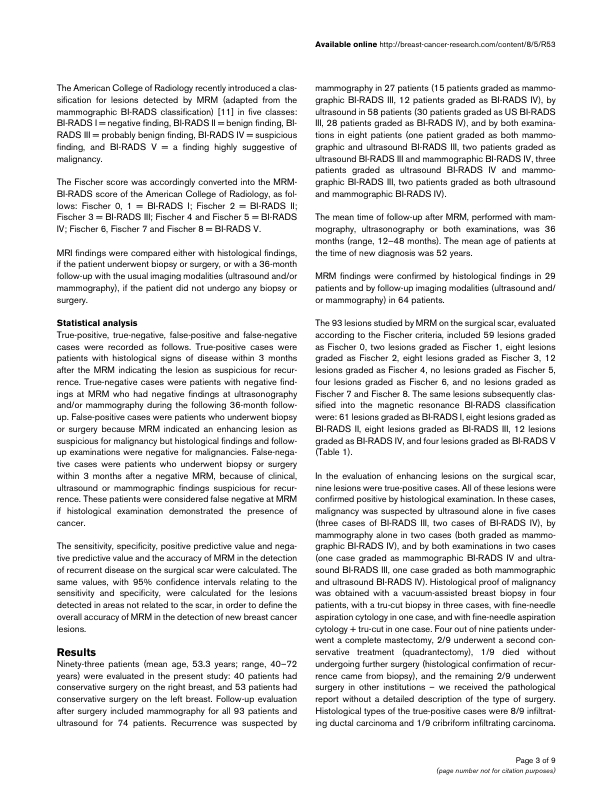 Available online http://breast-cancer-research.com/content/8/5/R53
The American College of Radiology recently introduced a clas-
sification for lesions detected by MRM (adapted from the
mammographic BI-RADS classification) [11] in five classes:
BI-RADS I = negative finding, BI-RADS II = benign finding, BI-
RADS III = probably benign finding, BI-RADS IV = suspicious
finding, and BI-RADS V = a finding highly suggestive of
malignancy.
The Fischer score was accordingly converted into the MRM-
BI-RADS score of the American College of Radiology, as fol-
lows: Fischer 0, 1 = BI-RADS I; Fischer 2 = BI-RADS II;
Fischer 3 = BI-RADS III; Fischer 4 and Fischer 5 = BI-RADS
IV; Fischer 6, Fischer 7 and Fischer 8 = BI-RADS V.
MRI findings were compared either with histological findings,
if the patient underwent biopsy or surgery, or with a 36-month
follow-up with the usual imaging modalities (ultrasound and/or
mammography), if the patient did not undergo any biopsy or
surgery.
Statistical analysis
True-positive, true-negative, false-positive and false-negative
cases were recorded as follows. True-positive cases were
patients with histological signs of disease within 3 months
after the MRM indicating the lesion as suspicious for recur-
rence. True-negative cases were patients with negative find-
ings at MRM who had negative findings at ultrasonography
and/or mammography during the following 36-month follow-
up. False-positive cases were patients who underwent biopsy
or surgery because MRM indicated an enhancing lesion as
suspicious for malignancy but histological findings and follow-
up examinations were negative for malignancies. False-nega-
tive cases were patients who underwent biopsy or surgery
within 3 months after a negative MRM, because of clinical,
ultrasound or mammographic findings suspicious for recur-
rence. These patients were considered false negative at MRM
if histological examination demonstrated the presence of
cancer.
The sensitivity, specificity, positive predictive value and nega-
tive predictive value and the accuracy of MRM in the detection
of recurrent disease on the surgical scar were calculated. The
same values, with 95% confidence intervals relating to the
sensitivity and specificity, were calculated for the lesions
detected in areas not related to the scar, in order to define the
overall accuracy of MRM in the detection of new breast cancer
lesions.
Results
Ninety-three patients (mean age, 53.3 years; range, 40–72
years) were evaluated in the present study: 40 patients had
conservative surgery on the right breast, and 53 patients had
conservative surgery on the left breast. Follow-up evaluation
after surgery included mammography for all 93 patients and
ultrasound for 74 patients. Recurrence was suspected by
mammography in 27 patients (15 patients graded as mammo-
graphic BI-RADS III, 12 patients graded as BI-RADS IV), by
ultrasound in 58 patients (30 patients graded as US BI-RADS
III, 28 patients graded as BI-RADS IV), and by both examina-
tions in eight patients (one patient graded as both mammo-
graphic and ultrasound BI-RADS III, two patients graded as
ultrasound BI-RADS III and mammographic BI-RADS IV, three
patients graded as ultrasound BI-RADS IV and mammo-
graphic BI-RADS III, two patients graded as both ultrasound
and mammographic BI-RADS IV).
The mean time of follow-up after MRM, performed with mam-
mography, ultrasonography or both examinations, was 36
months (range, 12–48 months). The mean age of patients at
the time of new diagnosis was 52 years.
MRM findings were confirmed by histological findings in 29
patients and by follow-up imaging modalities (ultrasound and/
or mammography) in 64 patients.
The 93 lesions studied by MRM on the surgical scar, evaluated
according to the Fischer criteria, included 59 lesions graded
as Fischer 0, two lesions graded as Fischer 1, eight lesions
graded as Fischer 2, eight lesions graded as Fischer 3, 12
lesions graded as Fischer 4, no lesions graded as Fischer 5,
four lesions graded as Fischer 6, and no lesions graded as
Fischer 7 and Fischer 8. The same lesions subsequently clas-
sified into the magnetic resonance BI-RADS classification
were: 61 lesions graded as BI-RADS I, eight lesions graded as
BI-RADS II, eight lesions graded as BI-RADS III, 12 lesions
graded as BI-RADS IV, and four lesions graded as BI-RADS V
(Table 1).
In the evaluation of enhancing lesions on the surgical scar,
nine lesions were true-positive cases. All of these lesions were
confirmed positive by histological examination. In these cases,
malignancy was suspected by ultrasound alone in five cases
(three cases of BI-RADS III, two cases of BI-RADS IV), by
mammography alone in two cases (both graded as mammo-
graphic BI-RADS IV), and by both examinations in two cases
(one case graded as mammographic BI-RADS IV and ultra-
sound BI-RADS III, one case graded as both mammographic
and ultrasound BI-RADS IV). Histological proof of malignancy
was obtained with a vacuum-assisted breast biopsy in four
patients, with a tru-cut biopsy in three cases, with fine-needle
aspiration cytology in one case, and with fine-needle aspiration
cytology + tru-cut in one case. Four out of nine patients under-
went a complete mastectomy, 2/9 underwent a second con-
servative treatment (quadrantectomy), 1/9 died without
undergoing further surgery (histological confirmation of recur-
rence came from biopsy), and the remaining 2/9 underwent
surgery in other institutions – we received the pathological
report without a detailed description of the type of surgery.
Histological types of the true-positive cases were 8/9 infiltrat-
ing ductal carcinoma and 1/9 cribriform infiltrating carcinoma.
Page 3 of 9
(page number not for citation purposes)